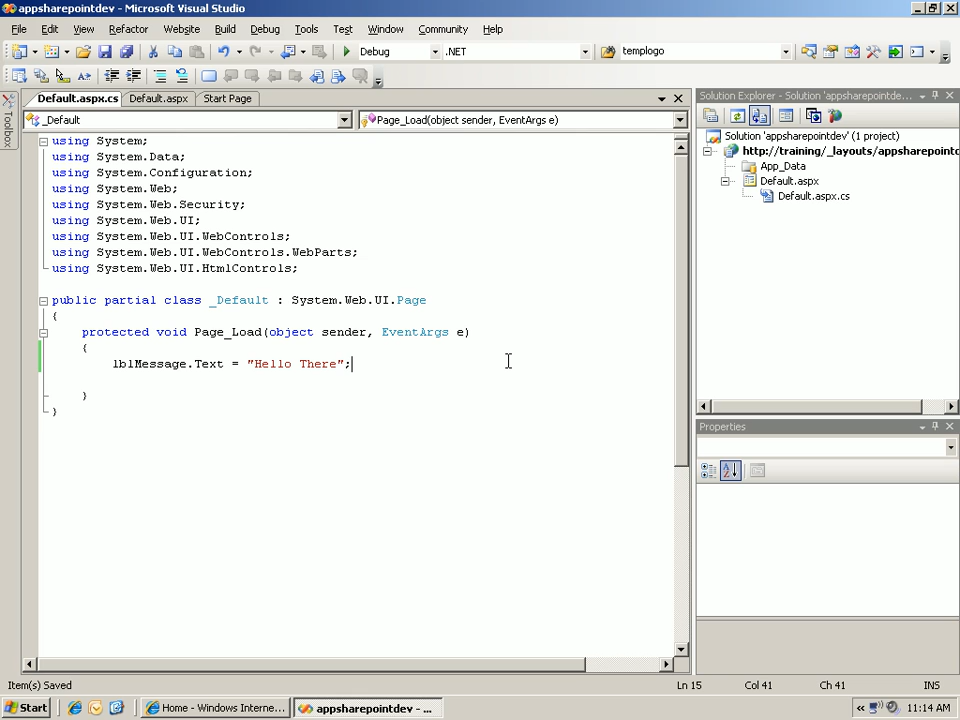 appsharepointdev - Microsoft Visual Studio
File Edit View Refactor Website Build Debug Tools Test Window Community Help
Debug .NET templogo
Default.aspx.cs Default.aspx Start Page
_Default Page_Load(object sender, EventArgs e)
Toolbox
using System;
using System.Data;
using System.Configuration;
using System.Web;
using System.Web.Security;
using System.Web.UI;
using System.Web.UI.WebControls;
using System.Web.UI.WebControls.WebParts;
using System.Web.UI.HtmlControls;
public partial class _Default : System.Web.UI.Page
{
protected void Page_Load(object sender, EventArgs e)
{
lblMessage.Text = "Hello There";
}
}
Solution Explorer - Solution 'appsharepointde...
Solution 'appsharepointdev' (1 project)
http://training/_layouts/appsharepointc
App_Data
Default.aspx
Default.aspx.cs
Properties
Item(s) Saved Ln 15 Col 41 Ch 41 INS
Start Home - Windows Interne... appsharepointdev - ... « 11:14 AM